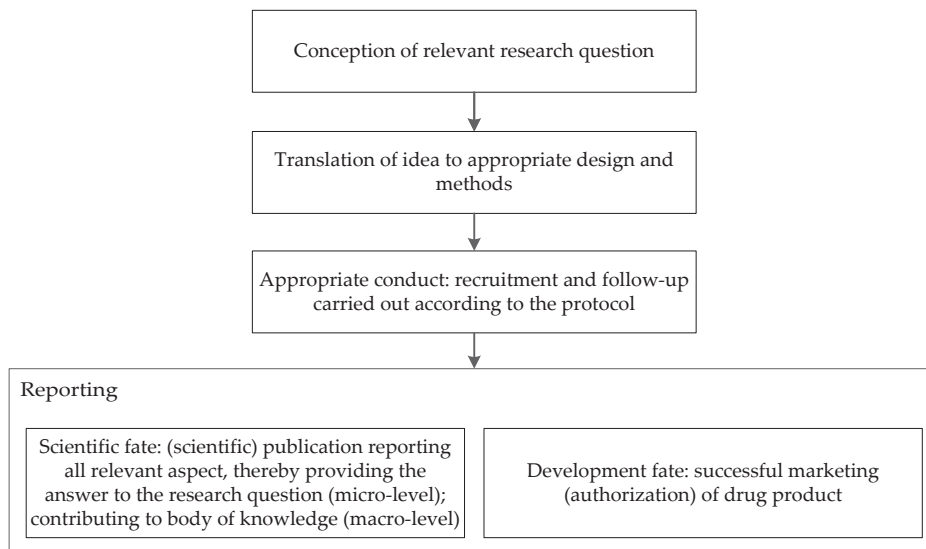 Conception of relevant research question
Translation of idea to appropriate design and
methods
Appropriate conduct: recruitment and follow-up
carried out according to the protocol
Reporting
Scientific fate: (scientific) publication reporting
all relevant aspect, thereby providing the
answer to the research question (micro-level);
contributing to body of knowledge (macro-level)
Development fate: successful marketing
(authorization) of drug product